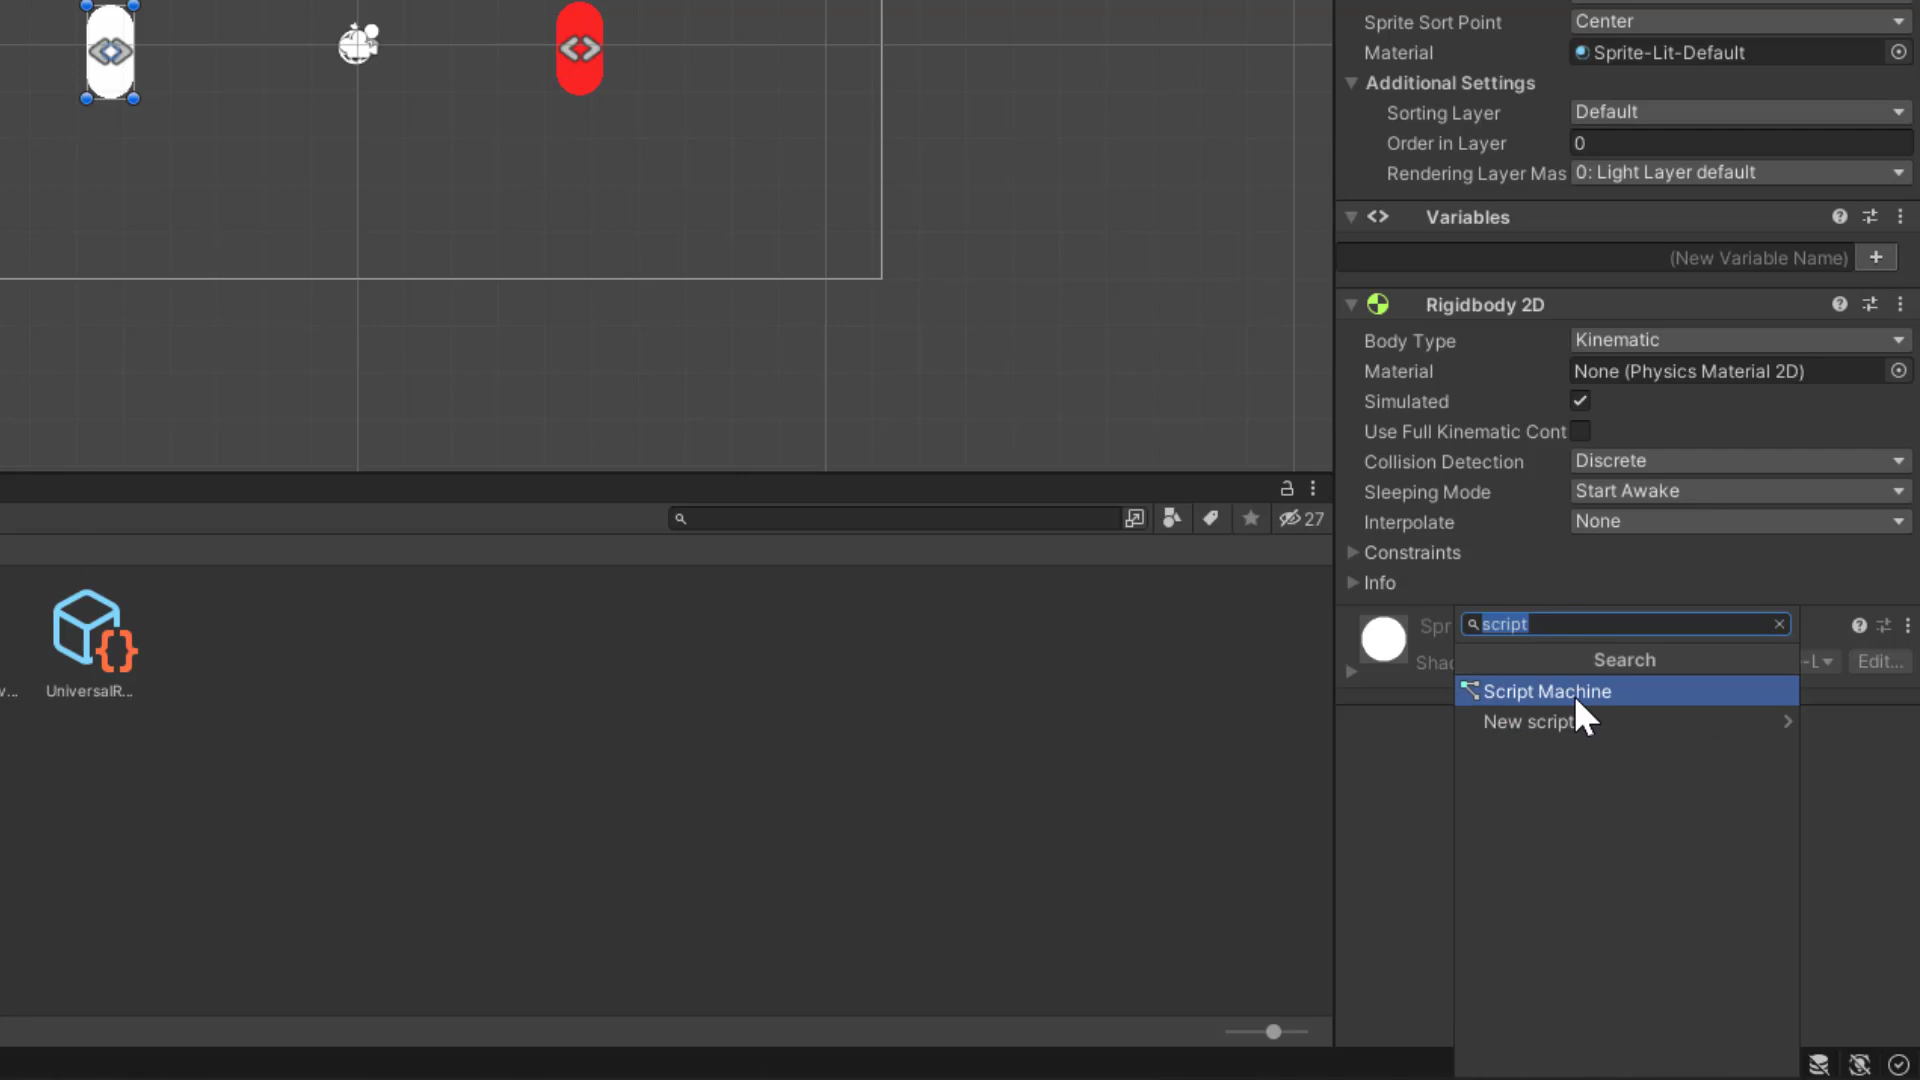 Sprite Sort Point Center
Material Sprite-Lit-Default
Additional Settings
Sorting Layer Default
Order in Layer 0
Rendering Layer Mas 0: Light Layer default
Variables
(New Variable Name)
Rigidbody 2D
Body Type Kinematic
Material None (Physics Material 2D)
Simulated
Use Full Kinematic Cont
Collision Detection Discrete
Sleeping Mode Start Awake
Interpolate None
Constraints
Info
Spr script
Search
Shad -L Edit...
Script Machine
New script
27
v... UniversalR...